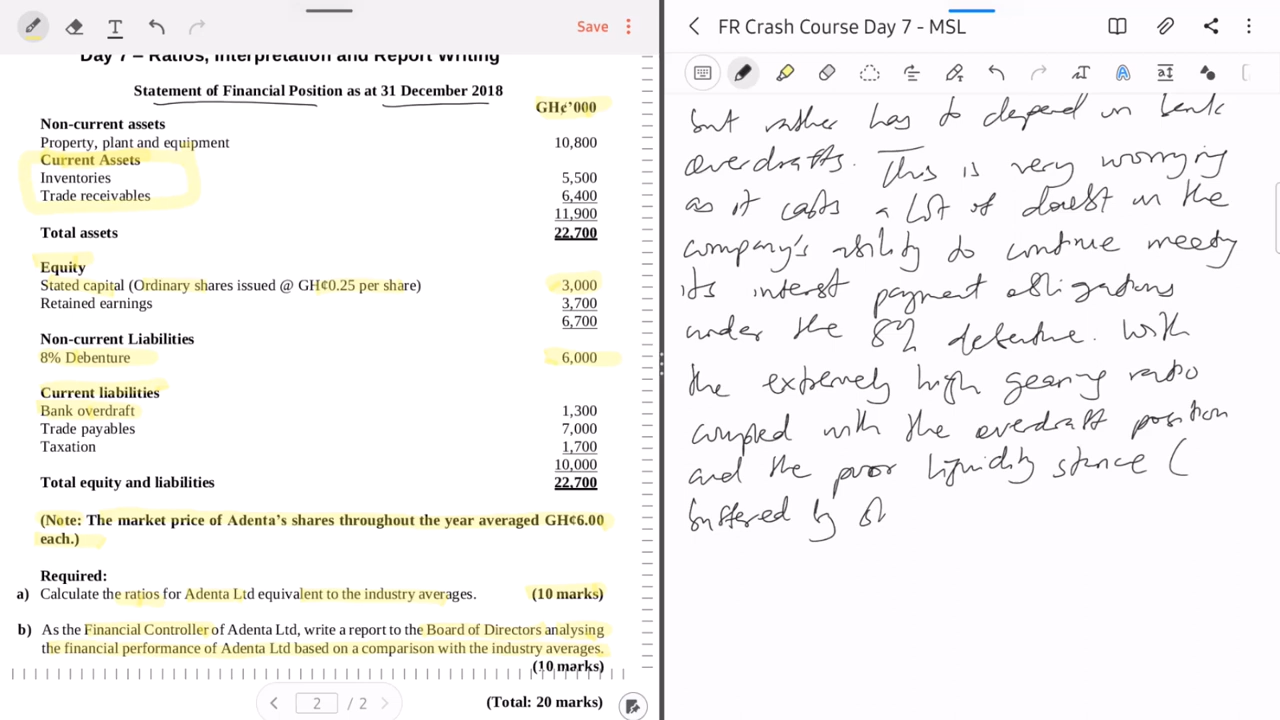 Save
FR Crash Course Day 7 - MSL
Day 7 – Ratios, Interpretation and Report Writing
Statement of Financial Position as at 31 December 2018
GH¢'000
Non-current assets
Property, plant and equipment 10,800
Current Assets
Inventories 5,500
Trade receivables 6,400
11,900
Total assets 22,700
Equity
Stated capital (Ordinary shares issued @ GH¢0.25 per share) 3,000
Retained earnings 3,700
6,700
Non-current Liabilities
8% Debenture 6,000
Current liabilities
Bank overdraft 1,300
Trade payables 7,000
Taxation 1,700
10,000
Total equity and liabilities 22,700
(Note: The market price of Adenta's shares throughout the year averaged GH¢6.00
each.)
Required:
a) Calculate the ratios for Adenta Ltd equivalent to the industry averages. (10 marks)
b) As the Financial Controller of Adenta Ltd, write a report to the Board of Directors analysing
the financial performance of Adenta Ltd based on a comparison with the industry averages.
(10 marks)
(Total: 20 marks)
2 / 2
but rather has to depend on bank
overdrafts. This is very worrying
as it casts a lot of doubt on the
company's ability to continue meeting
its interest payment obligations
under the 8% debenture. With
the extremely high gearing ratio
coupled with the overdraft position
and the poor liquidity stance (
buffered by